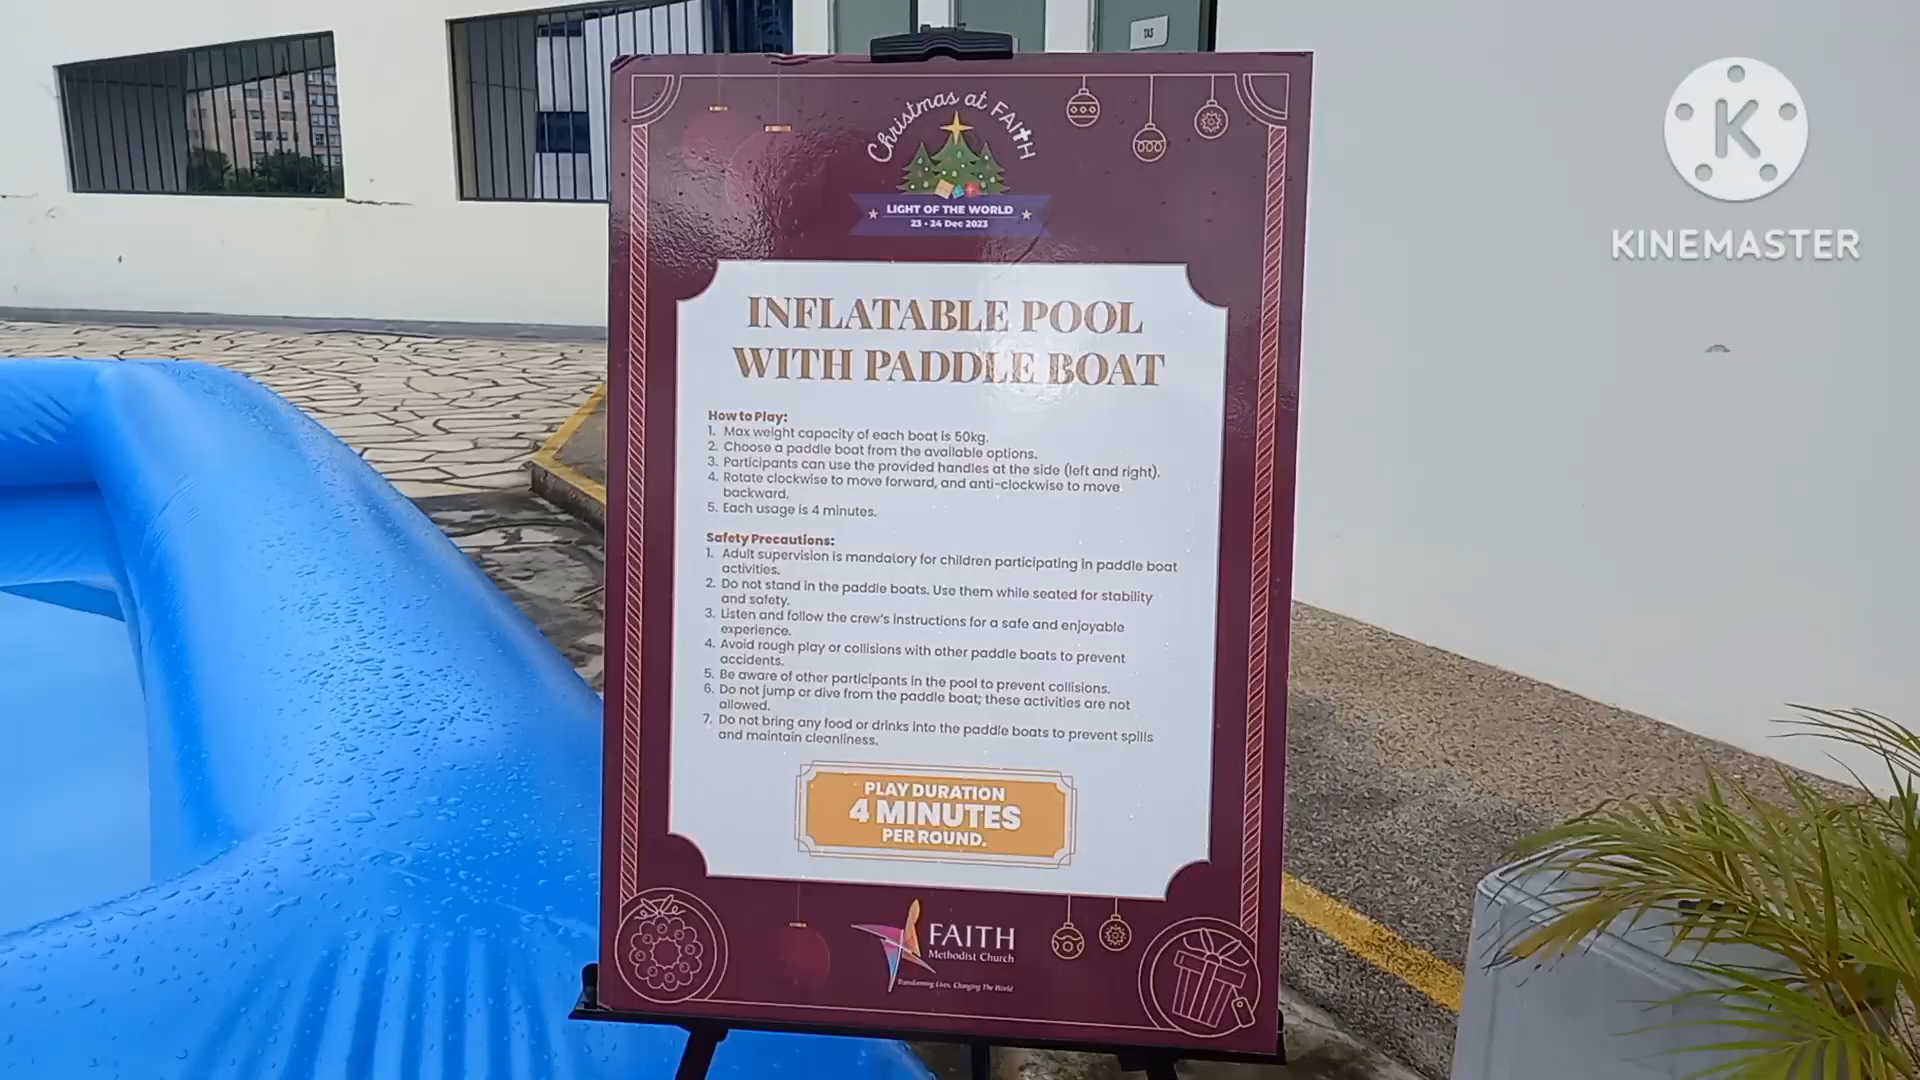 TAS
Christmas at FAITH
LIGHT OF THE WORLD
23 - 24 Dec 2023
INFLATABLE POOL
WITH PADDLE BOAT
How to Play:
1. Max weight capacity of each boat is 50kg.
2. Choose a paddle boat from the available options.
3. Participants can use the provided handles at the side (left and right).
4. Rotate clockwise to move forward, and anti-clockwise to move
backward.
5. Each usage is 4 minutes.
Safety Precautions:
1. Adult supervision is mandatory for children participating in paddle boat
activities.
2. Do not stand in the paddle boats. Use them while seated for stability
and safety.
3. Listen and follow the crew's instructions for a safe and enjoyable
experience.
4. Avoid rough play or collisions with other paddle boats to prevent
accidents.
5. Be aware of other participants in the pool to prevent collisions.
6. Do not jump or dive from the paddle boat; these activities are not
allowed.
7. Do not bring any food or drinks into the paddle boats to prevent spills
and maintain cleanliness.
PLAY DURATION
4 MINUTES
PER ROUND.
FAITH
Methodist Church
Transforming Lives, Changing The World
K
KINEMASTER